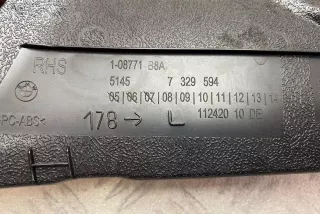 RHS
1-08771 B8A
5145 7 329 594
05|06|07|08|09|10|11|12|13|14
PC-ABS< 178 → L 112420 10 DE